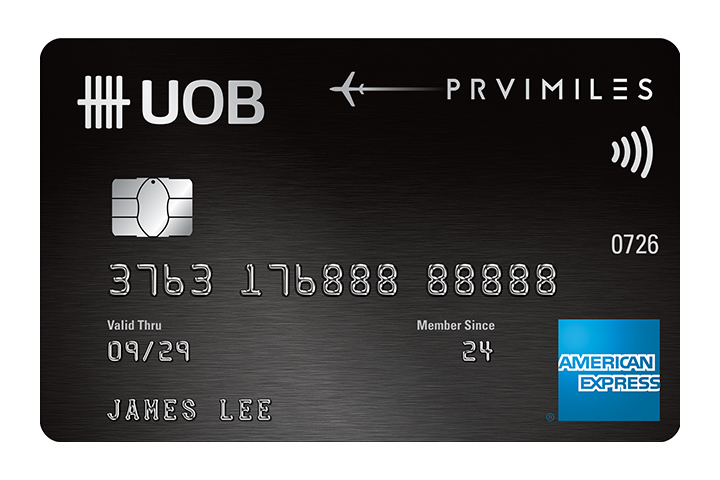 UOB
PRVIMILES
0726
3763 176888 88888
Valid Thru
Member Since
09/29
24
AMERICAN
EXPRESS
®
JAMES LEE